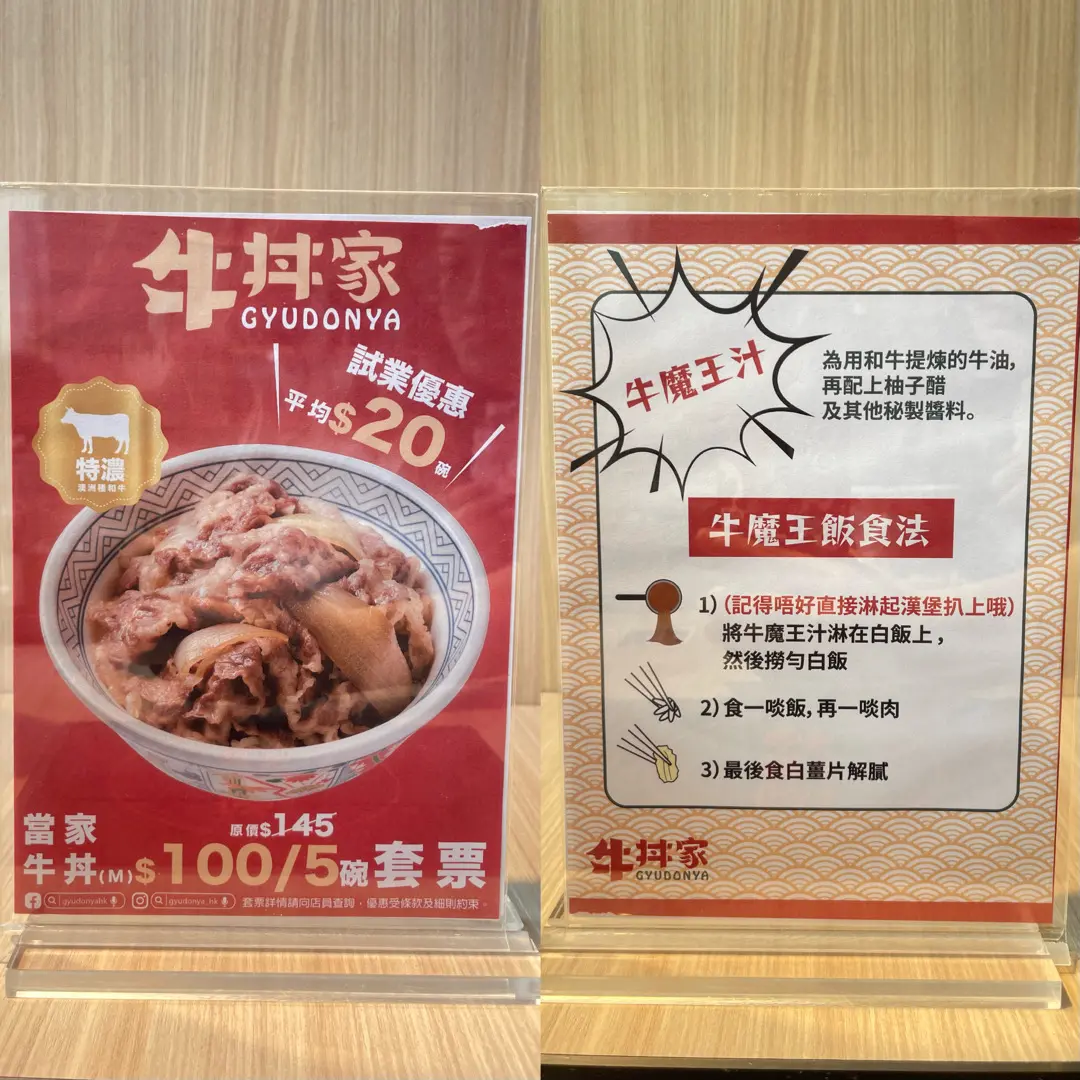 牛丼家
GYUDONYA
試業優惠
平均$20碗
特濃
澳洲種和牛
原價$145
當家
牛丼(M)$100/5碗套票
gyudonyahk
gyudonya_hk
套票詳情請向店員查詢，優惠受條款及細則約束。
牛魔王汁
為用和牛提煉的牛油,
再配上柚子醋
及其他秘製醬料。
牛魔王飯食法
1) (記得唔好直接淋起漢堡扒上哦)
將牛魔王汁淋在白飯上,
然後撈勻白飯
2) 食一啖飯, 再一啖肉
3) 最後食白薑片解膩
牛丼家
GYUDONYA